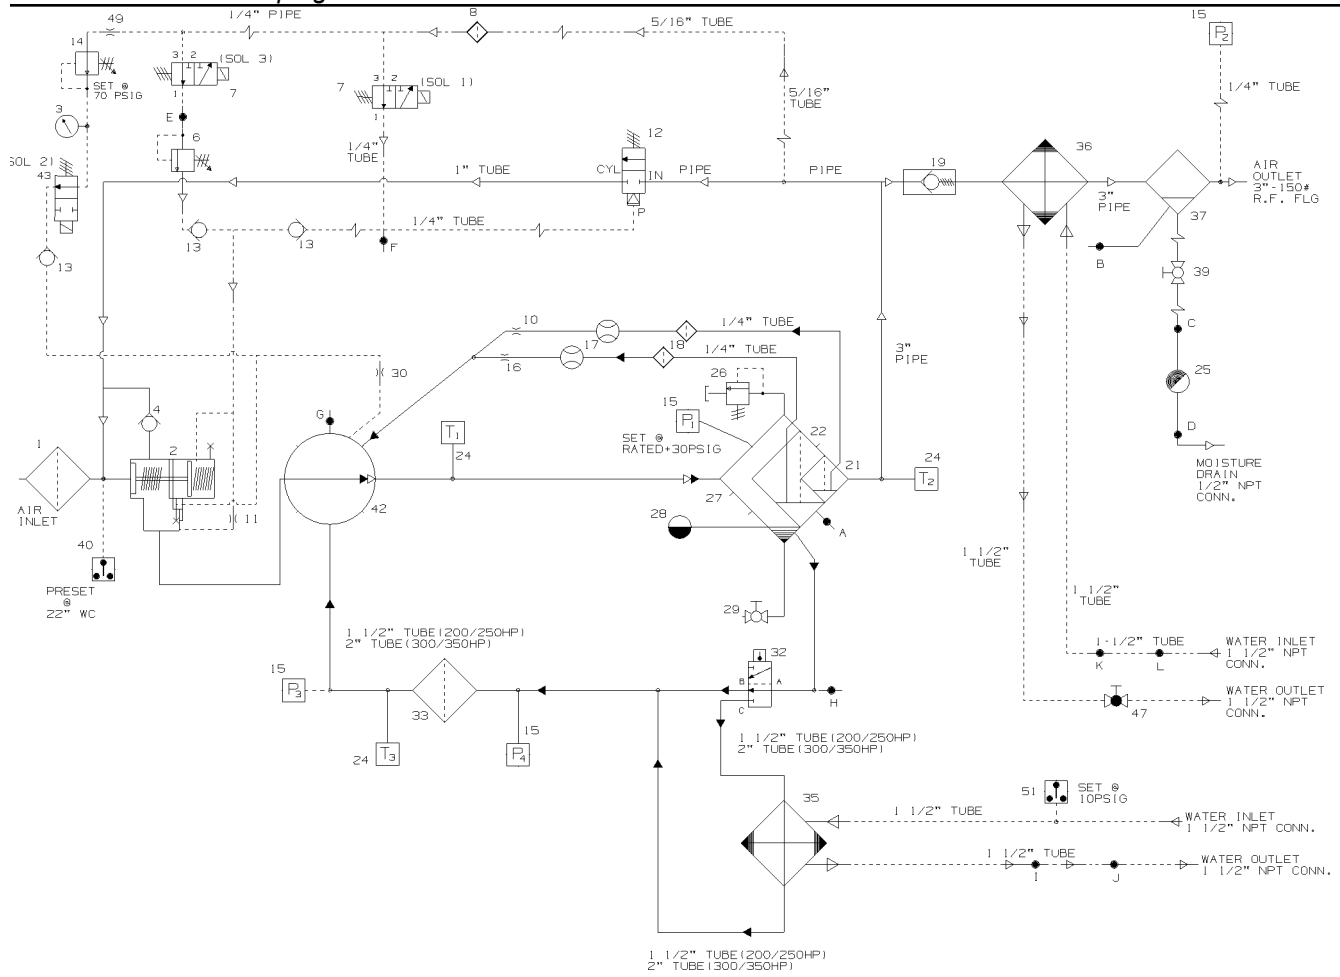 49
1/4" PIPE
8
5/16" TUBE
15
P2
14
3 2
(SOL 3)
1
7
SET @
70 PSIG
3
E
6
3 2
(SOL 1)
7
1
1/4"
TUBE
5/16"
TUBE
1/4" TUBE
12
CYL
IN
P
1" TUBE
PIPE
PIPE
19
36
AIR
OUTLET
3"-150#
R.F. FLG
3"
PIPE
37
SOL 2)
43
13
13
13
1/4" TUBE
F
B
39
C
25
D
MOISTURE
DRAIN
1/2" NPT
CONN.
10
17
18
1/4" TUBE
16
1/4" TUBE
3"
PIPE
30
26
15
P1
SET @
RATED+30PSIG
G
T1
24
4
1
2
22
21
24
T2
27
28
A
42
11
AIR
INLET
40
PRESET
@
22" WC
29
1 1/2"
TUBE
1 1/2"
TUBE
1 1/2" TUBE(200/250HP)
2" TUBE(300/350HP)
32
B A
C
H
1-1/2" TUBE
K
L
WATER INLET
1 1/2" NPT
CONN.
WATER OUTLET
1 1/2" NPT
CONN.
47
15
P3
33
15
24
T3
P4
1 1/2" TUBE(200/250HP)
2" TUBE(300/350HP)
35
51
SET @
10PSIG
1 1/2" TUBE
WATER INLET
1 1/2" NPT CONN.
1 1/2" TUBE
I
J
WATER OUTLET
1 1/2" NPT CONN.
1 1/2" TUBE(200/250HP)
2" TUBE(300/350HP)